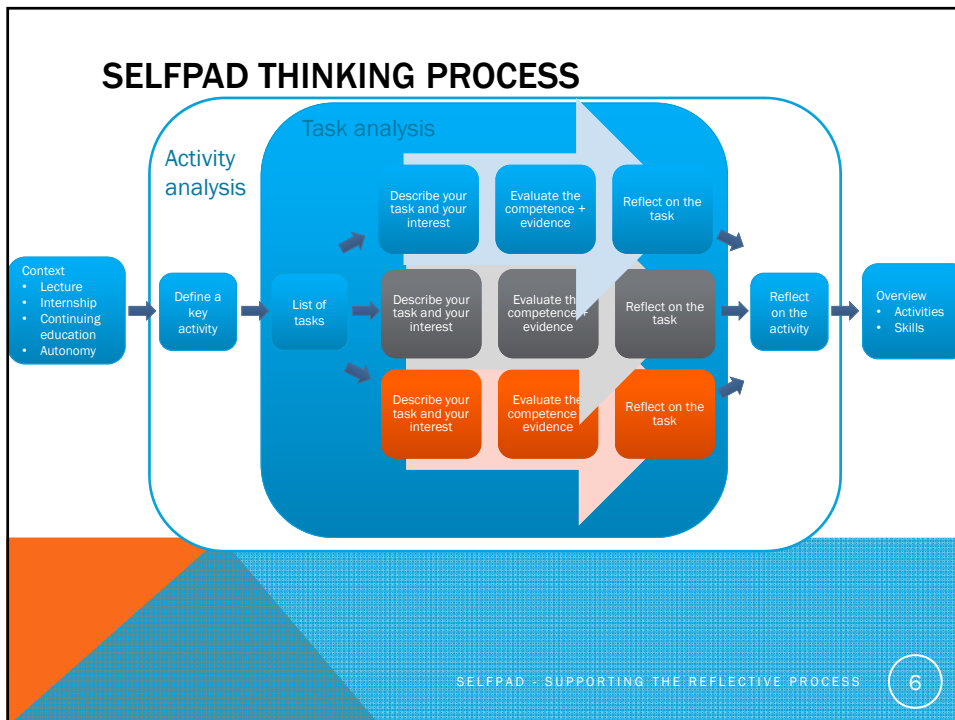 SELFPAD THINKING PROCESS
Task analysis
Activity
analysis
Context
• Lecture
• Internship
• Continuing
education
• Autonomy
Define a
key
activity
List of
tasks
Describe your
task and your
interest
Evaluate the
competence +
evidence
Reflect on the
task
Describe your
task and your
interest
Evaluate the
competence +
evidence
Reflect on the
task
Describe your
task and your
interest
Evaluate the
competence
evidence
Reflect on the
task
Reflect
on the
activity
Overview
• Activities
• Skills
SELFPAD - SUPPORTING THE REFLECTIVE PROCESS
6